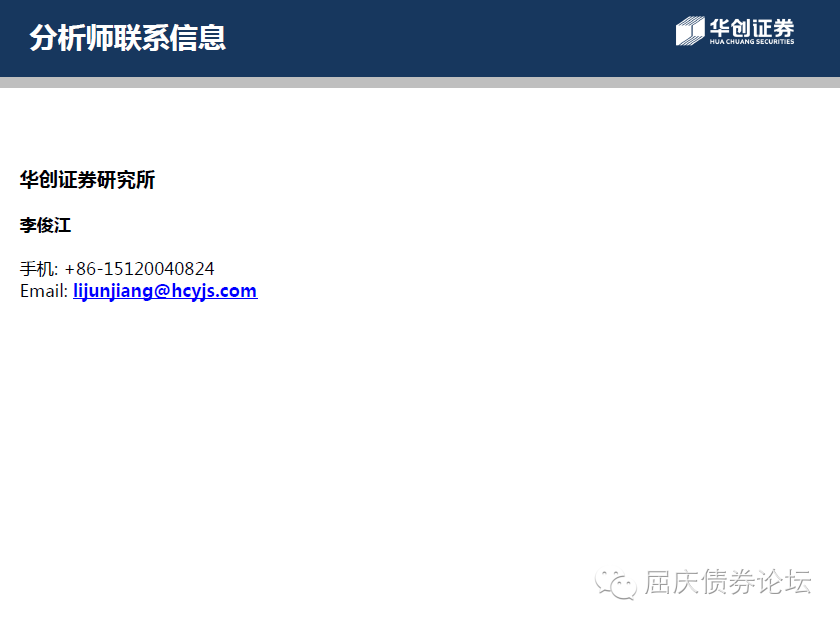 分析师联系信息
华创证券
HUA CHUANG SECURITIES
华创证券研究所
李俊江
手机: +86-15120040824
Email: lijunjiang@hcyjs.com
屈庆债券论坛